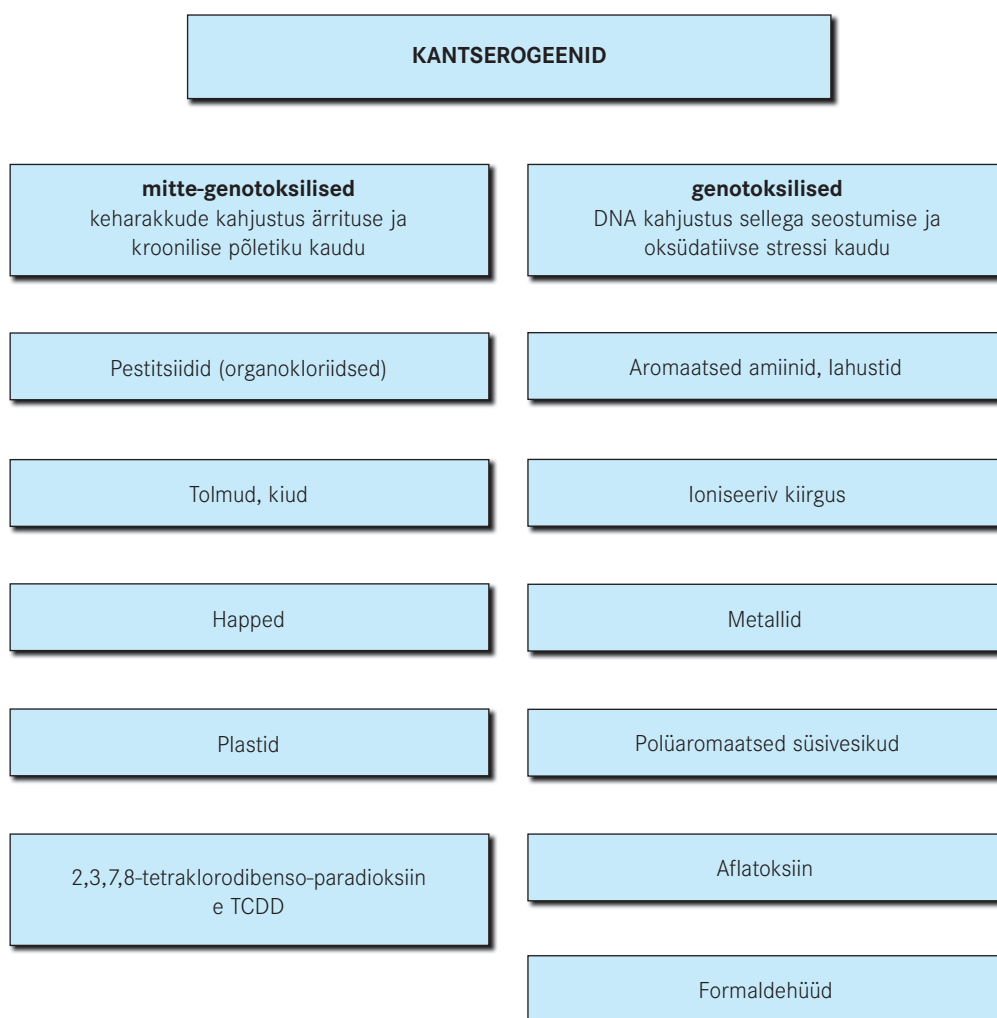 KANTSEROGEENID
mitte-genotoksilised
keharakkude kahjustus ärrituse ja
kroonilise põletiku kaudu
Pestitsiidid (organokloriidsed)
Tolmud, kiud
Happed
Plastid
2,3,7,8-tetraklorodibenso-paradioksiin
e TCDD
genotoksilised
DNA kahjustus sellega seostumise ja
oksüdatiivse stressi kaudu
Aromaatsed amiinid, lahustid
Ioniseeriv kiirgus
Metallid
Polüaromaatsed süsivesikud
Aflatoksiin
Formaldehüüd